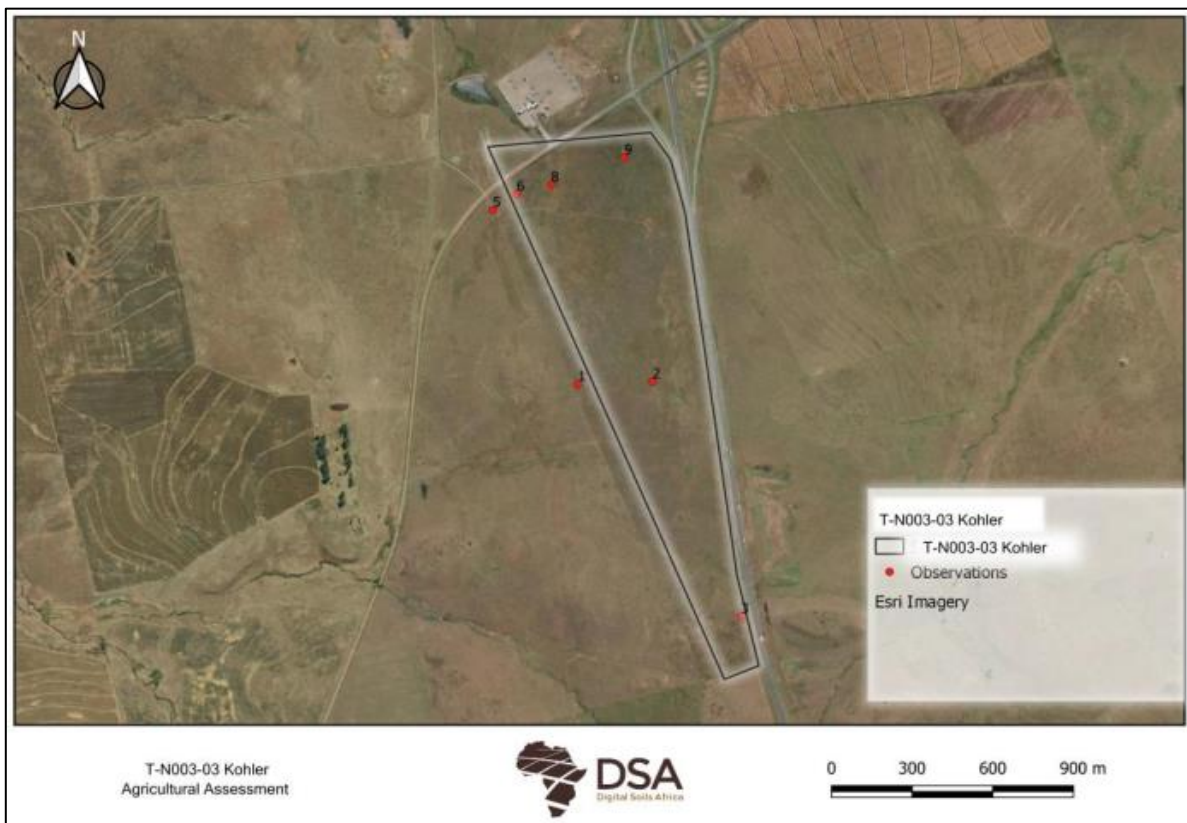 N
9
8
6
5
1
2
T-N003-03 Kohler
T-N003-03 Kohler
Observations
Esri Imagery
T-N003-03 Kohler
Agricultural Assessment
DSA
Digital Soils Africa
0 300 600 900 m